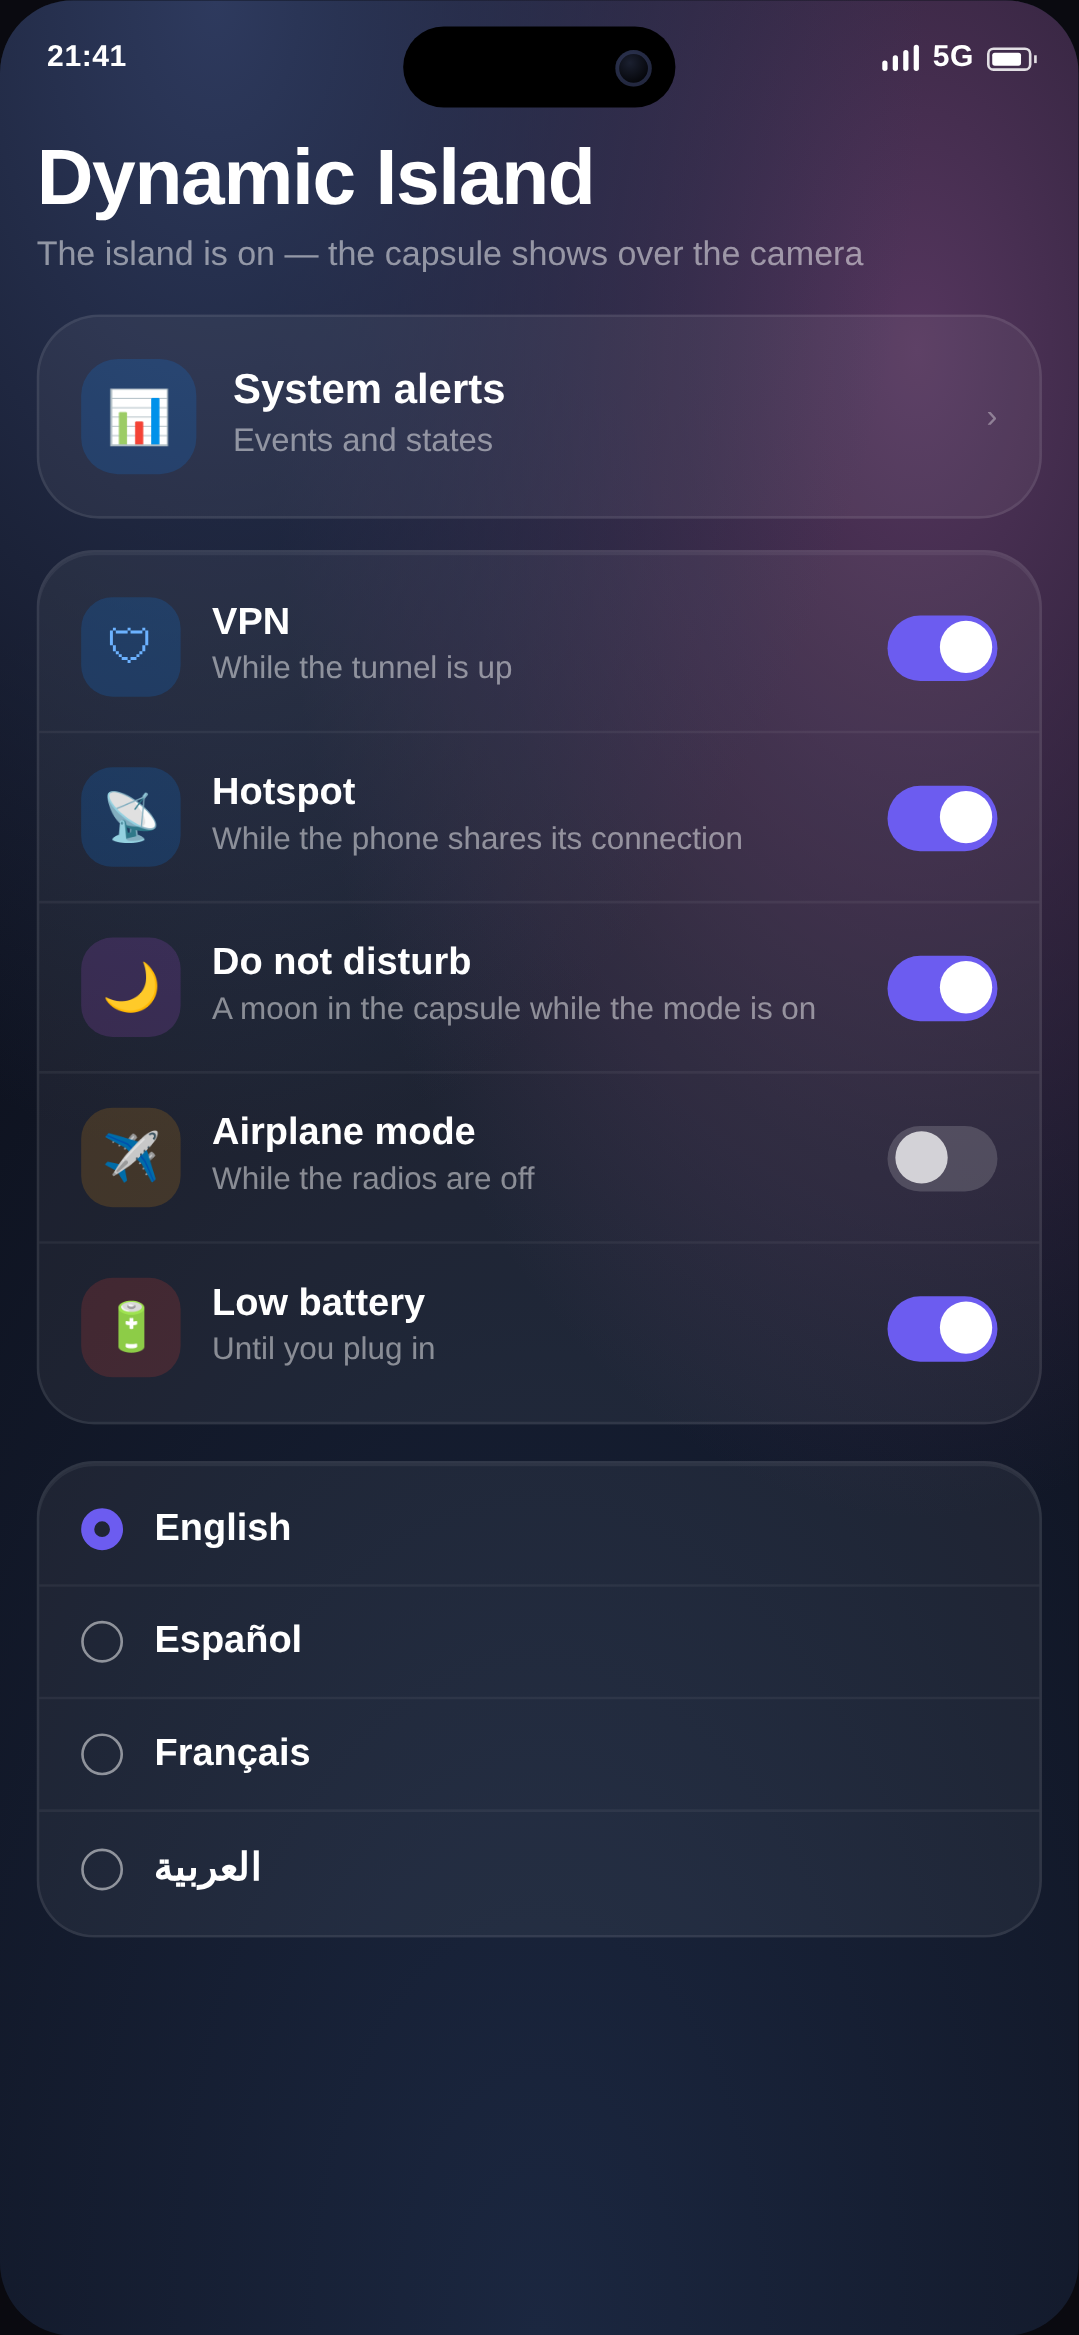 21:41
5G
Dynamic Island
The island is on — the capsule shows over the camera
System alerts
Events and states
VPN
While the tunnel is up
Hotspot
While the phone shares its connection
Do not disturb
A moon in the capsule while the mode is on
Airplane mode
While the radios are off
Low battery
Until you plug in
English
Español
Français
العربية